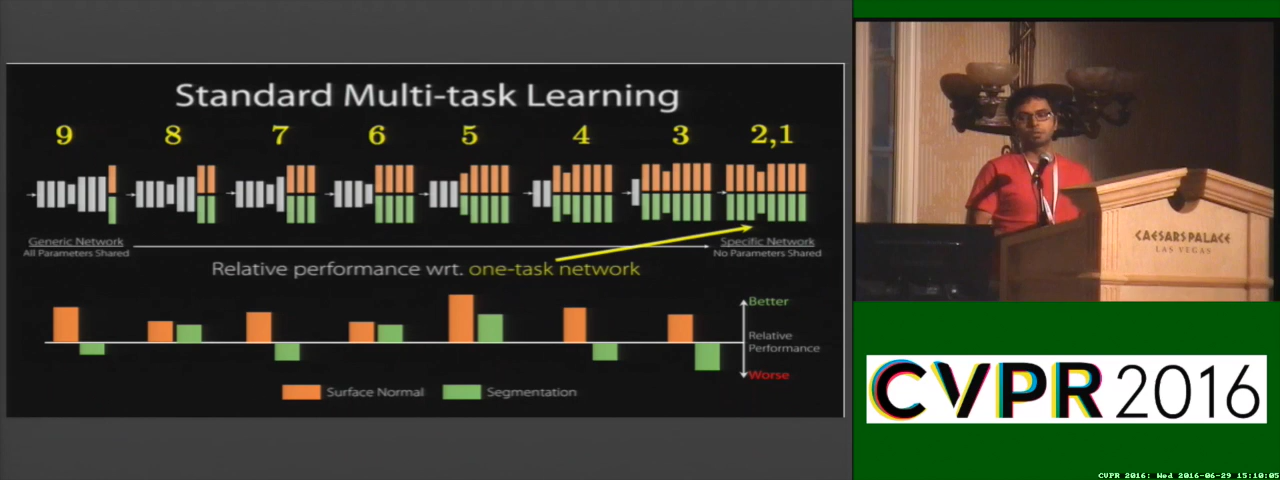 Standard Multi-task Learning
9 8 7 6 5 4 3 2,1
Generic Network
All Parameters Shared
Specific Network
No Parameters Shared
Relative performance wrt. one-task network
Better
Relative
Performance
Worse
Surface Normal
Segmentation
CAESARS PALACE
LAS VEGAS
CVPR 2016
CVPR 2016: Wed 2016-06-29 15:10:05